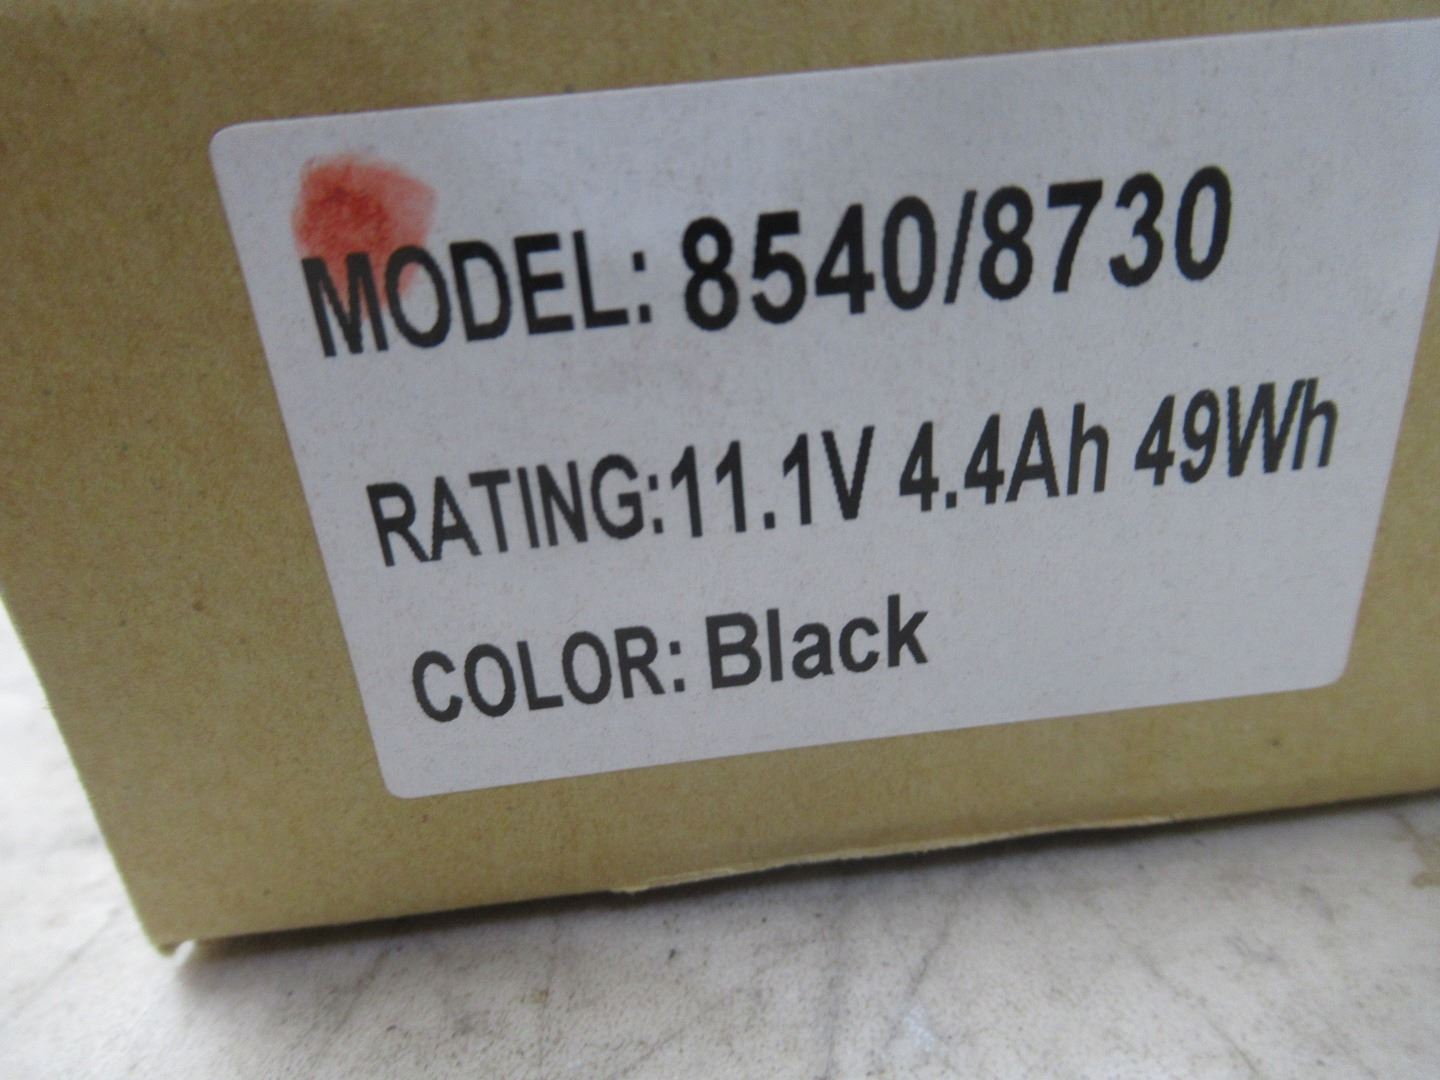 MODEL: 8540/8730
RATING:11.1V 4.4Ah 49Wh
COLOR: Black